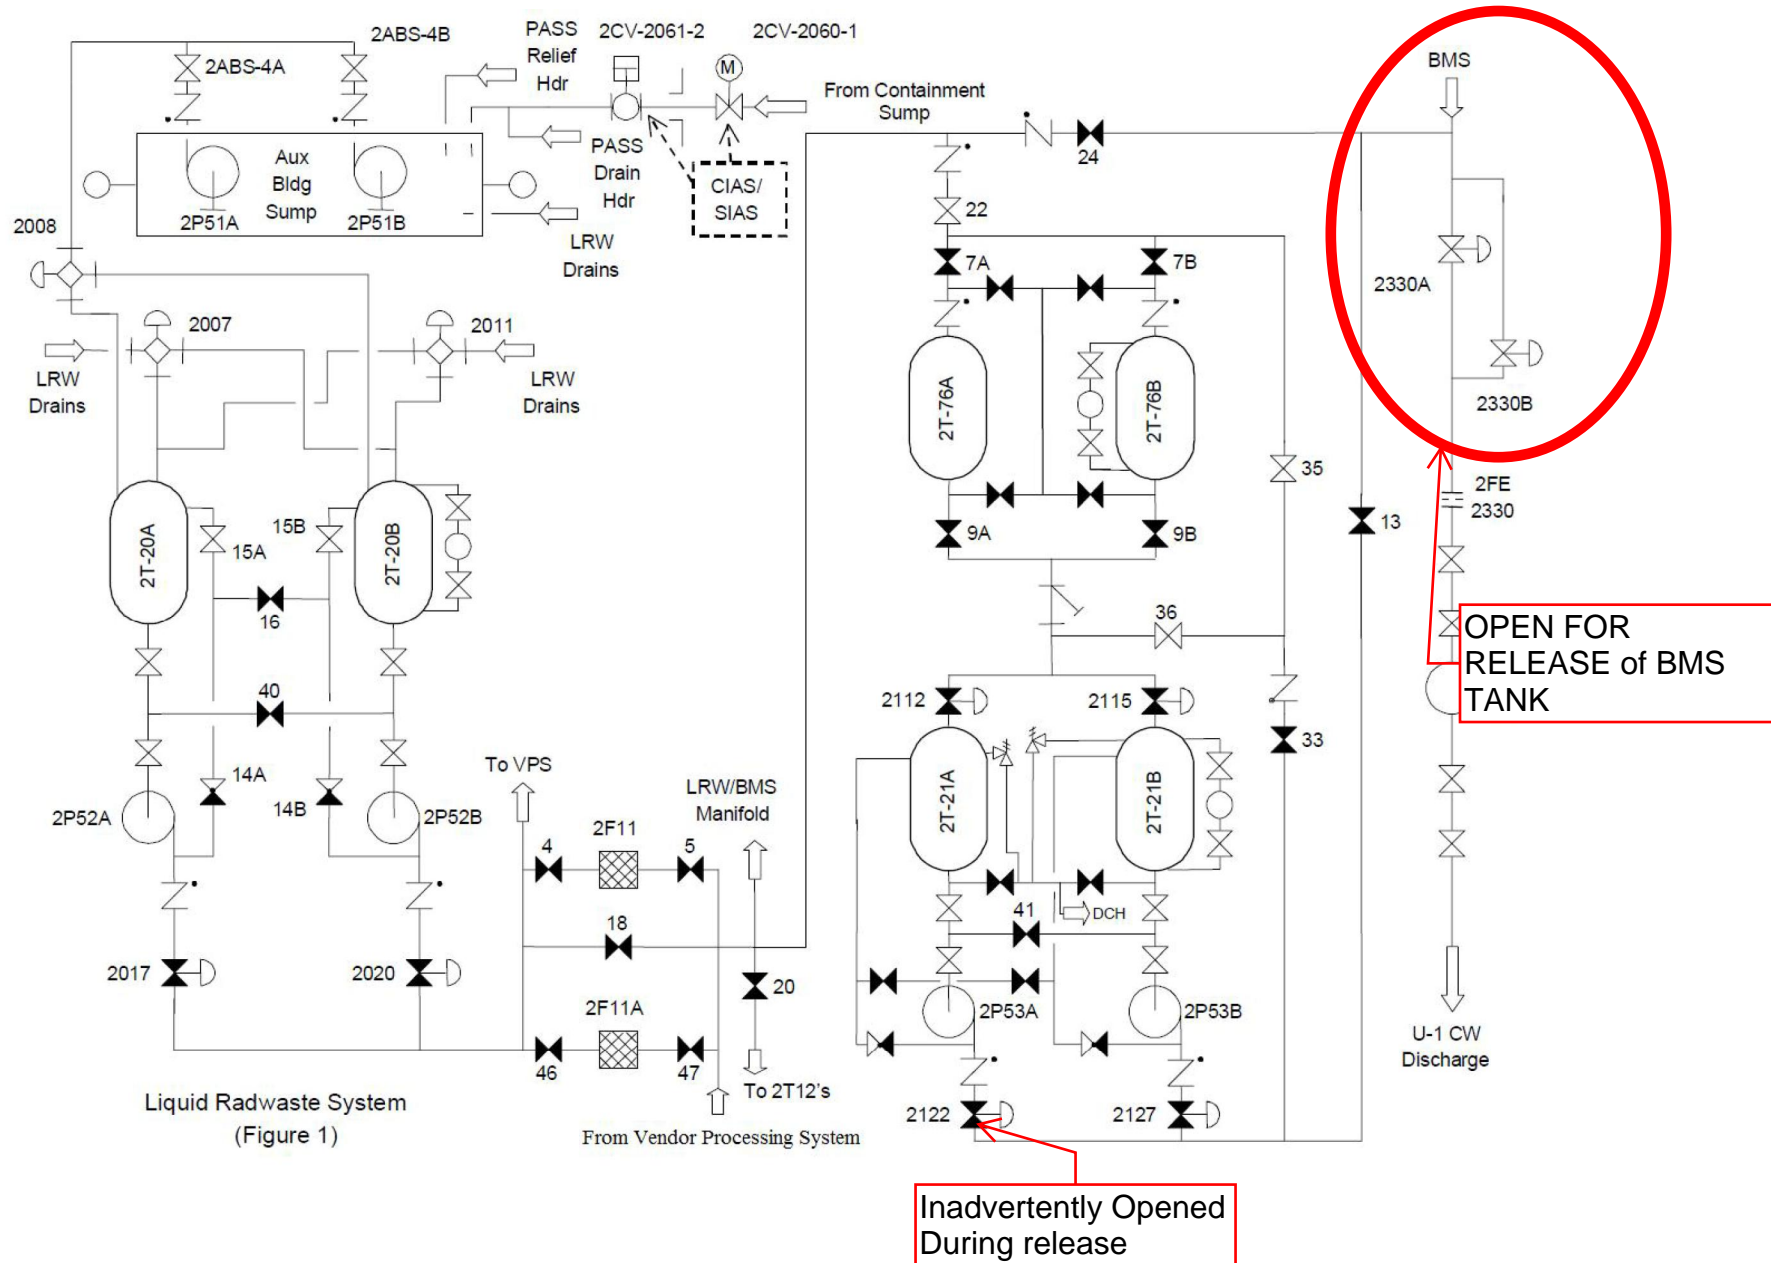 2ABS-4B
PASS
Relief
Hdr
2CV-2061-2
2CV-2060-1
2ABS-4A
M
BMS
From Containment
Sump
Aux
Bldg
Sump
PASS
Drain
Hdr
CIAS/
SIAS
24
2P51A
2P51B
22
2008
LRW
Drains
7A
7B
2330A
2007
2011
LRW
Drains
LRW
Drains
2T-76A
2T-76B
2330B
35
2FE
2330
15B
15A
9A
9B
13
2T-20A
2T-20B
16
36
OPEN FOR
RELEASE of BMS
TANK
40
2112
2115
33
To VPS
14A
14B
LRW/BMS
Manifold
2T-21A
2T-21B
2P52A
2P52B
2F11
4
5
DCH
41
18
2017
2020
20
2F11A
2P53A
2P53B
U-1 CW
Discharge
46
47
To 2T12's
Liquid Radwaste System
(Figure 1)
From Vendor Processing System
2122
2127
Inadvertently Opened
During release